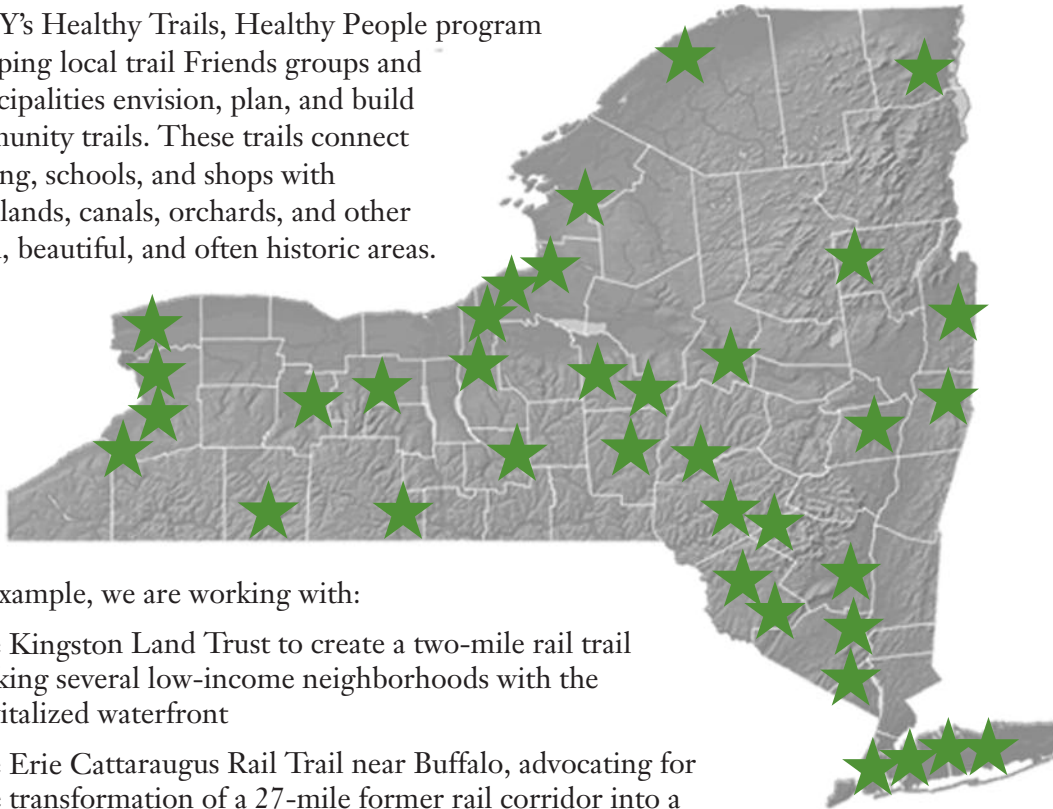 Y’s Healthy Trails, Healthy People program
ping local trail Friends groups and
cipalities envision, plan, and build
munity trails. These trails connect
ng, schools, and shops with
lands, canals, orchards, and other
, beautiful, and often historic areas.
xample, we are working with:
e Kingston Land Trust to create a two-mile rail trail
king several low-income neighborhoods with the
italized waterfront
e Erie Cattaraugus Rail Trail near Buffalo, advocating for
e transformation of a 27-mile former rail corridor into a